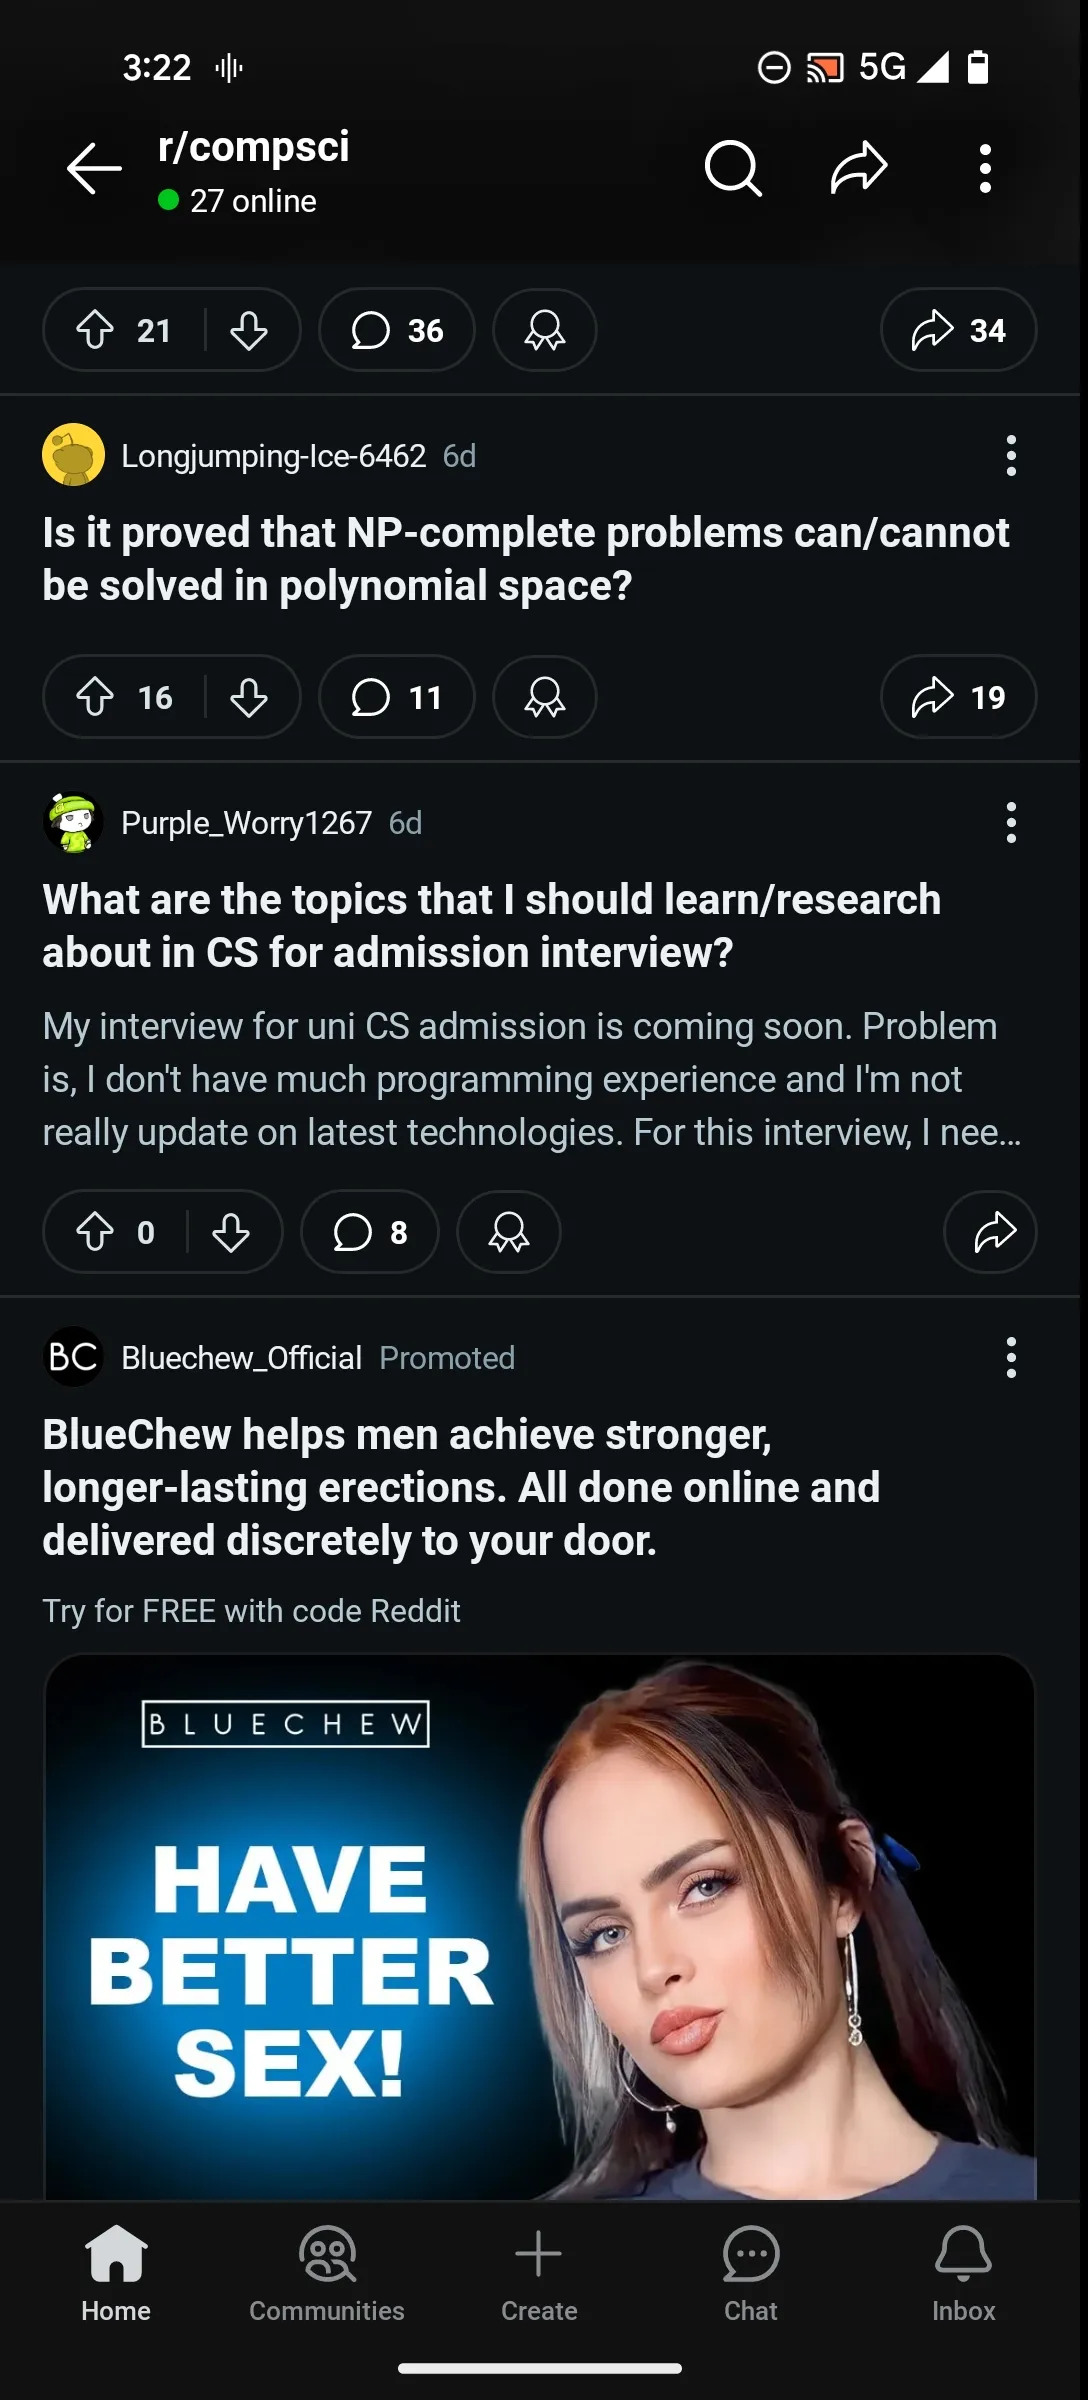 3:22
5G
r/compsci
27 online
21
36
34
Longjumping-Ice-6462 6d
Is it proved that NP-complete problems can/cannot
be solved in polynomial space?
16
11
19
Purple_Worry1267 6d
What are the topics that I should learn/research
about in CS for admission interview?
My interview for uni CS admission is coming soon. Problem
is, I don't have much programming experience and I'm not
really update on latest technologies. For this interview, I nee...
0
8
BC
Bluechew_Official Promoted
BlueChew helps men achieve stronger,
longer-lasting erections. All done online and
delivered discretely to your door.
Try for FREE with code Reddit
BLUECHEW
HAVE
BETTER
SEX!
Home
Communities
Create
Chat
Inbox